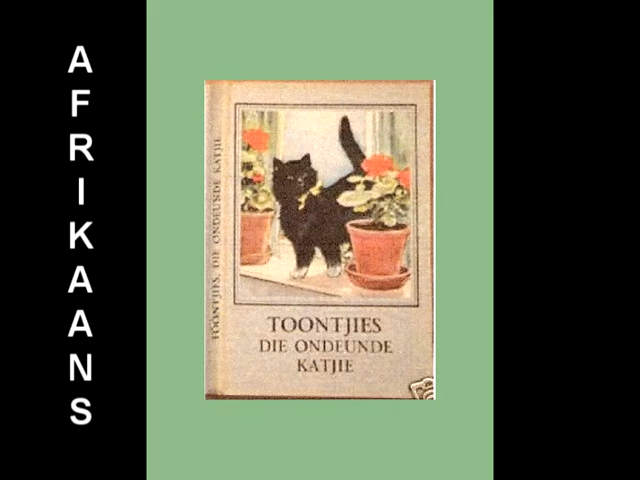 AFRIKAANS
TOONTJIES, DIE ONDEUNDE KATJIE
TOONTJIES
DIE ONDEUNDE
KATJIE